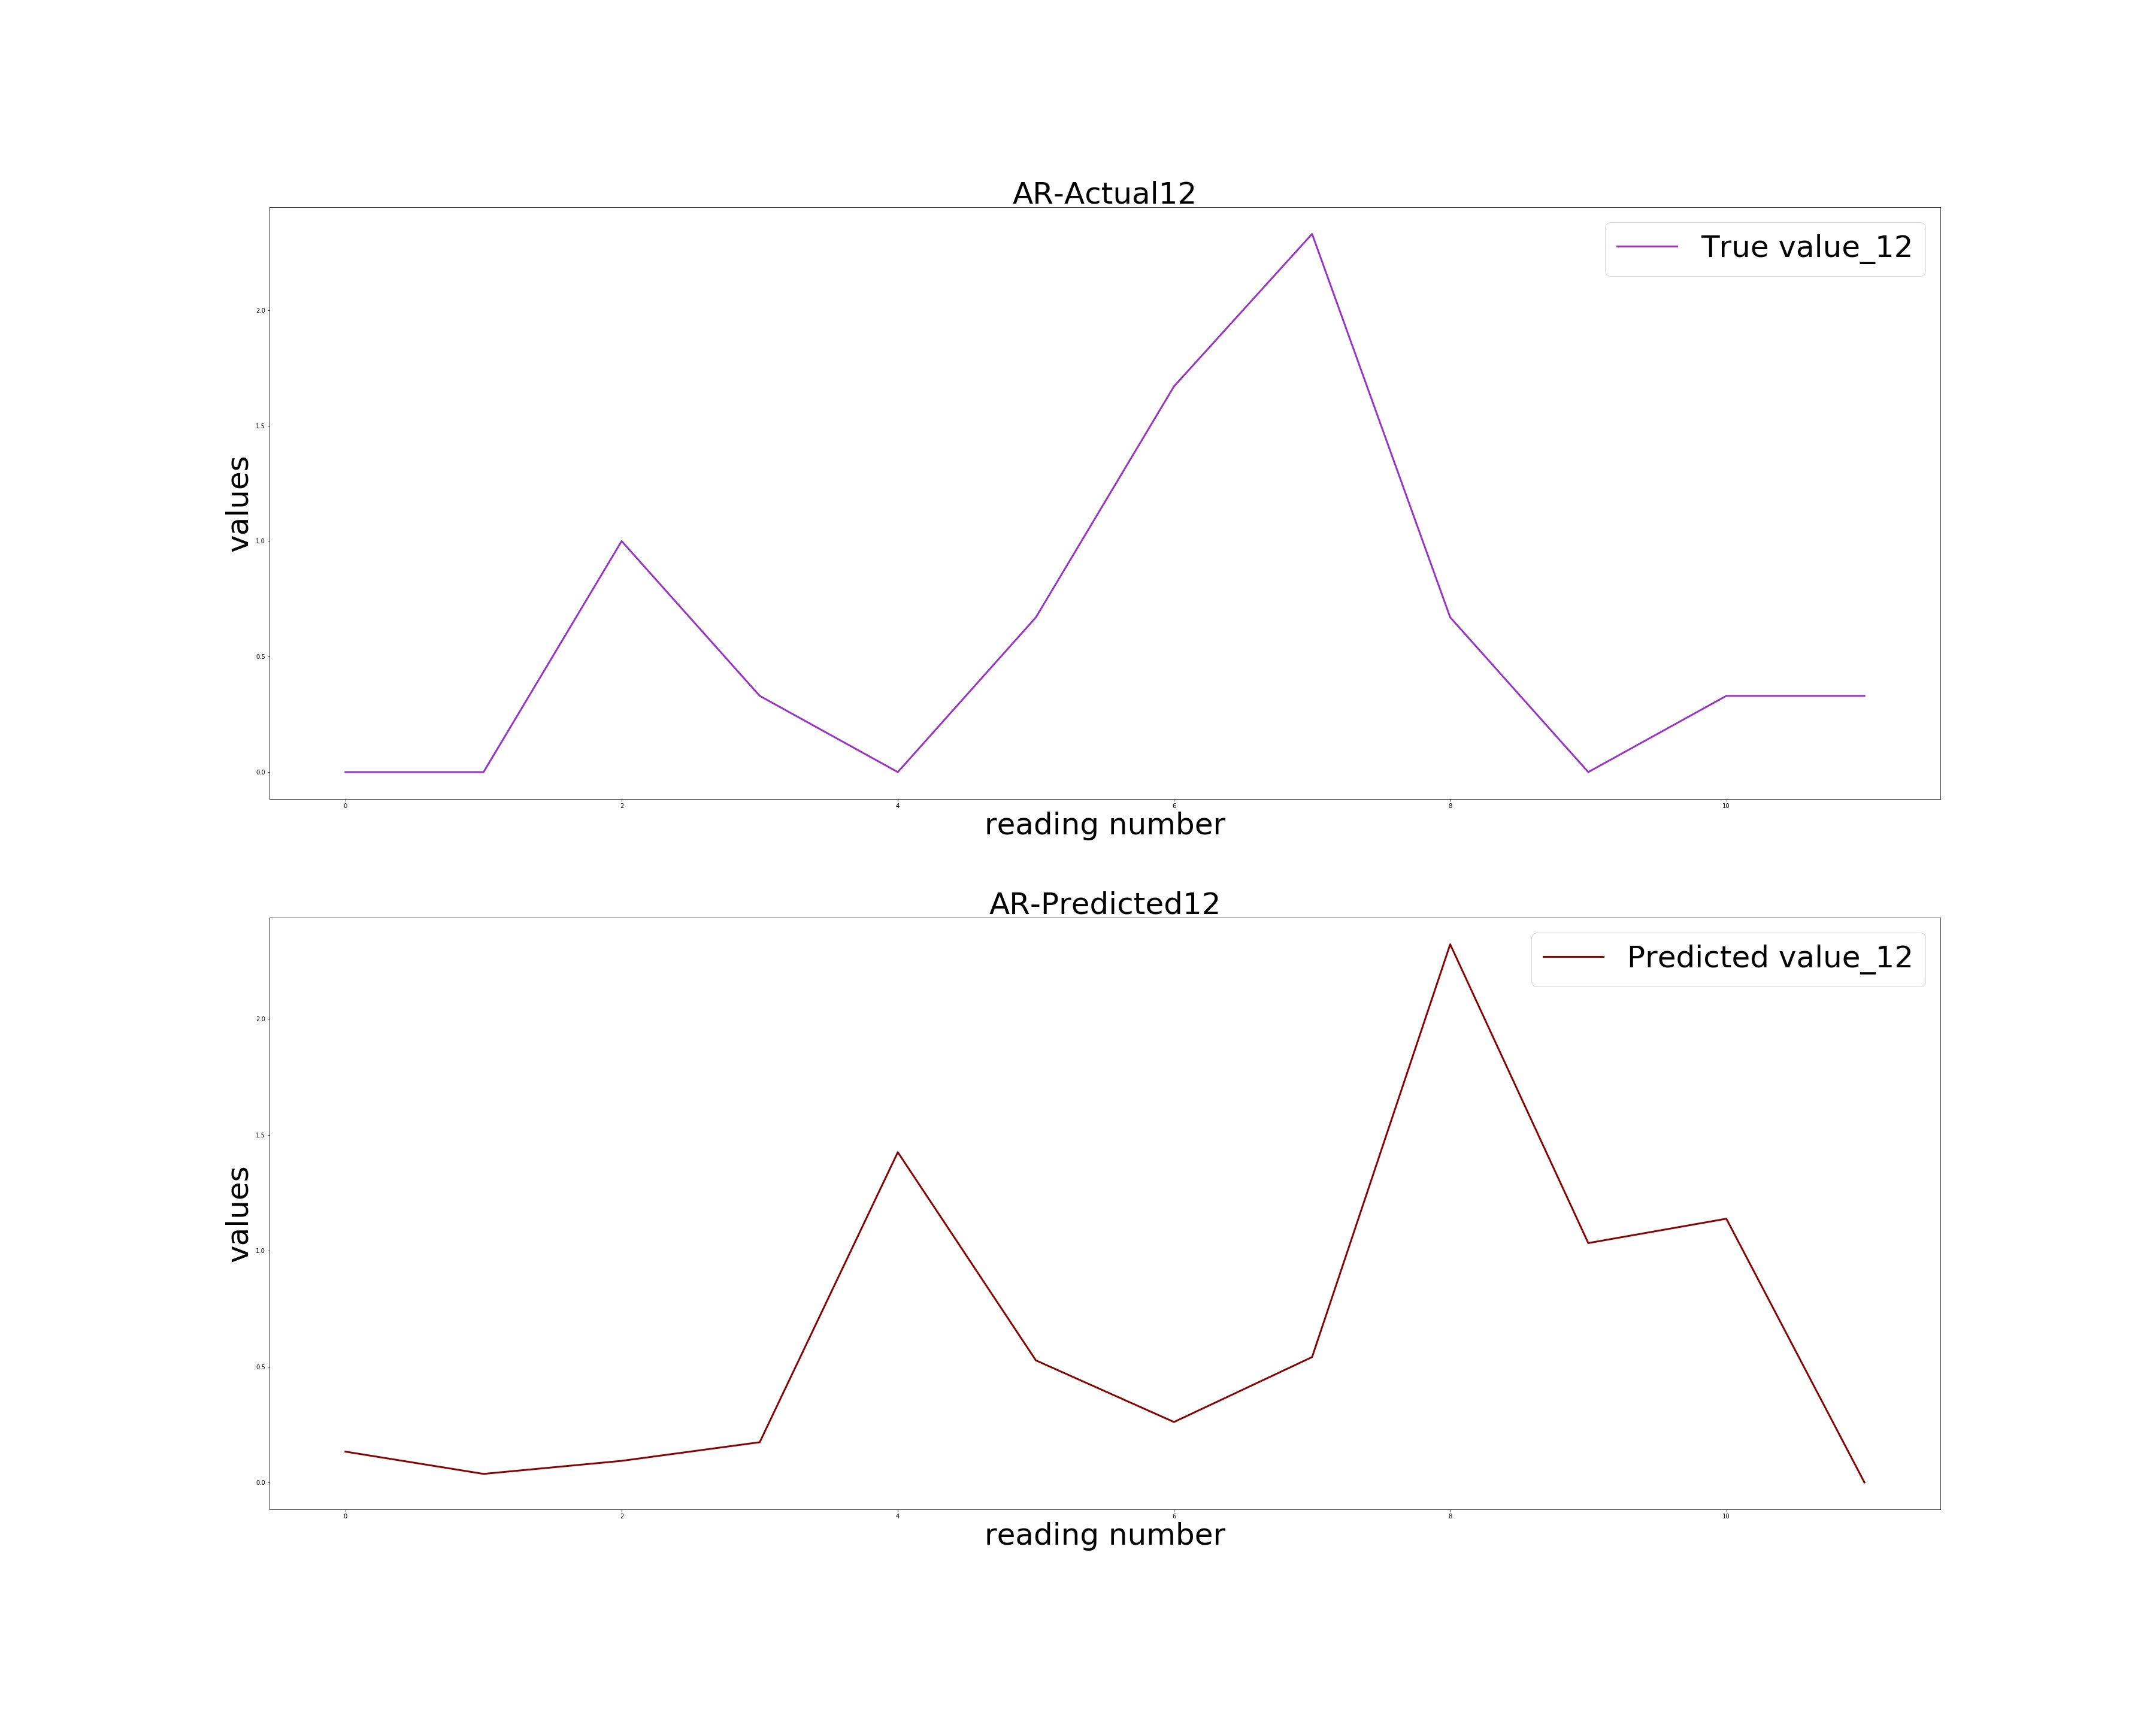 AR-Actual12
True value_12
values
2.0
1.5
1.0
0.5
0.0
0 2 4 6 8 10
reading number
AR-Predicted12
Predicted value_12
values
2.0
1.5
1.0
0.5
0.0
0 2 4 6 8 10
reading number